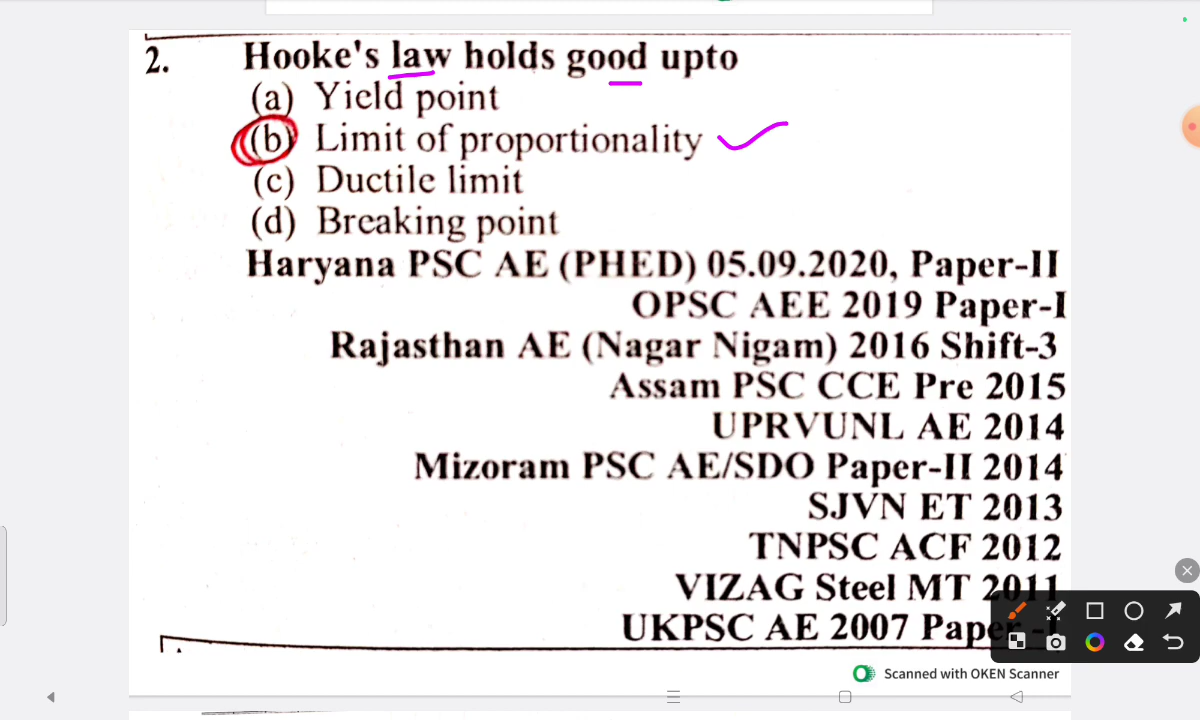 2. Hooke's law holds good upto
(a) Yield point
(b) Limit of proportionality
(c) Ductile limit
(d) Breaking point
Haryana PSC AE (PHED) 05.09.2020, Paper-II
OPSC AEE 2019 Paper-I
Rajasthan AE (Nagar Nigam) 2016 Shift-3
Assam PSC CCE Pre 2015
UPRVUNL AE 2014
Mizoram PSC AE/SDO Paper-II 2014
SJVN ET 2013
TNPSC ACF 2012
VIZAG Steel MT 2011
UKPSC AE 2007 Paper -I
Scanned with OKEN Scanner